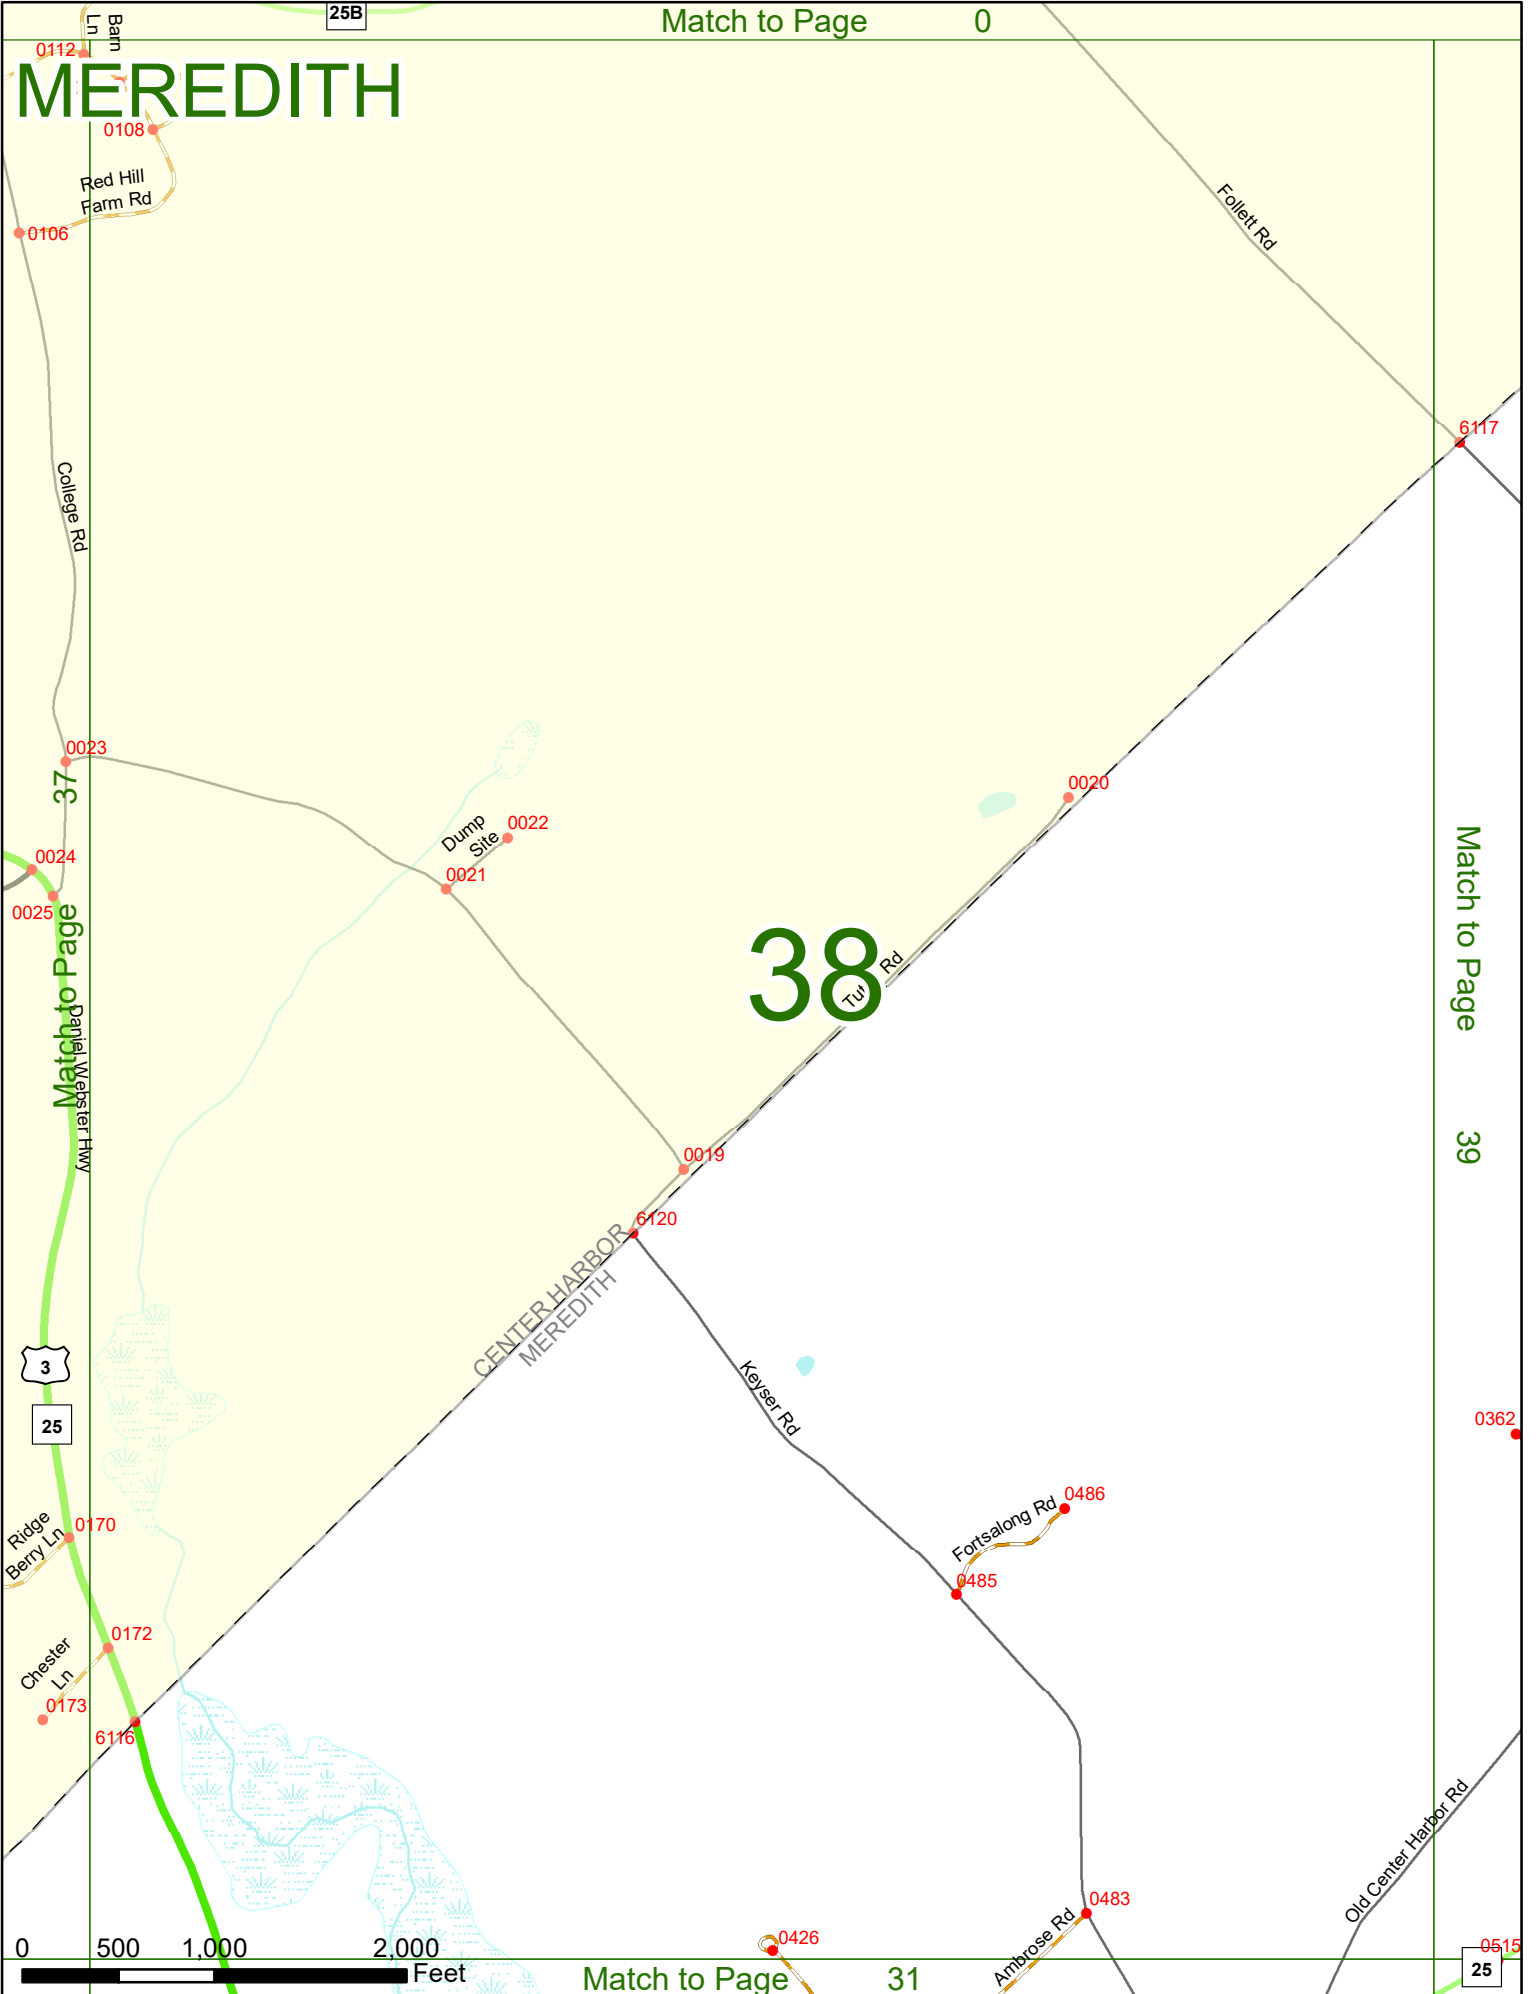 25B
Match to Page 0
Barn
Ln
0112
MEREDITH
0108
Red Hill
Farm Rd
0106
Follett Rd
6117
College Rd
0023
37
Match to Page
0020
Dump
Site
0022
0024
0021
0025
38
Rd
Match to Page 39
Daniel Webster Hwy
0019
6120
CENTER HARBOR
MEREDITH
3
25
Keyser Rd
0362
0486
Fortsalong Rd
0485
Ridge
Berry Ln
0170
0172
Chester
Ln
0173
6116
Old Center Harbor Rd
0483
Ambrose Rd
0426
0515
25
0 500 1,000 2,000
Feet
Match to Page 31